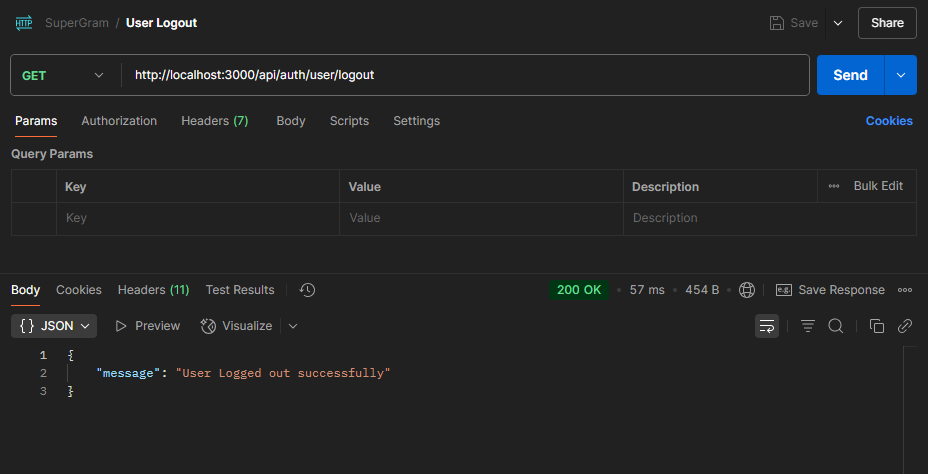 HTTP SuperGram / User Logout Save Share
GET http://localhost:3000/api/auth/user/logout Send
Params Authorization Headers (7) Body Scripts Settings Cookies
Query Params
Key Value Description Bulk Edit
Key Value Description
Body Cookies Headers (11) Test Results 200 OK • 57 ms • 454 B • e.g. Save Response
{} JSON Preview Visualize
1 {
2 "message": "User Logged out successfully"
3 }